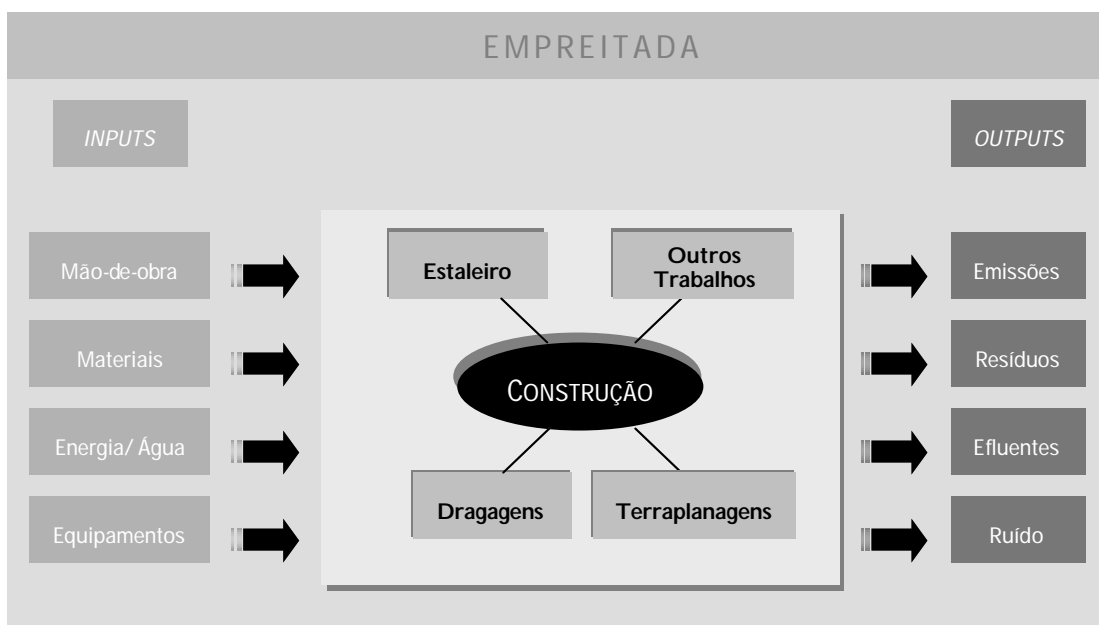 EMPREITADA
INPUTS
OUTPUTS
Mão-de-obra
Materiais
Energia/ Água
Equipamentos
Estaleiro
Outros
Trabalhos
CONSTRUÇÃO
Dragagens
Terraplanagens
Emissões
Resíduos
Efluentes
Ruído